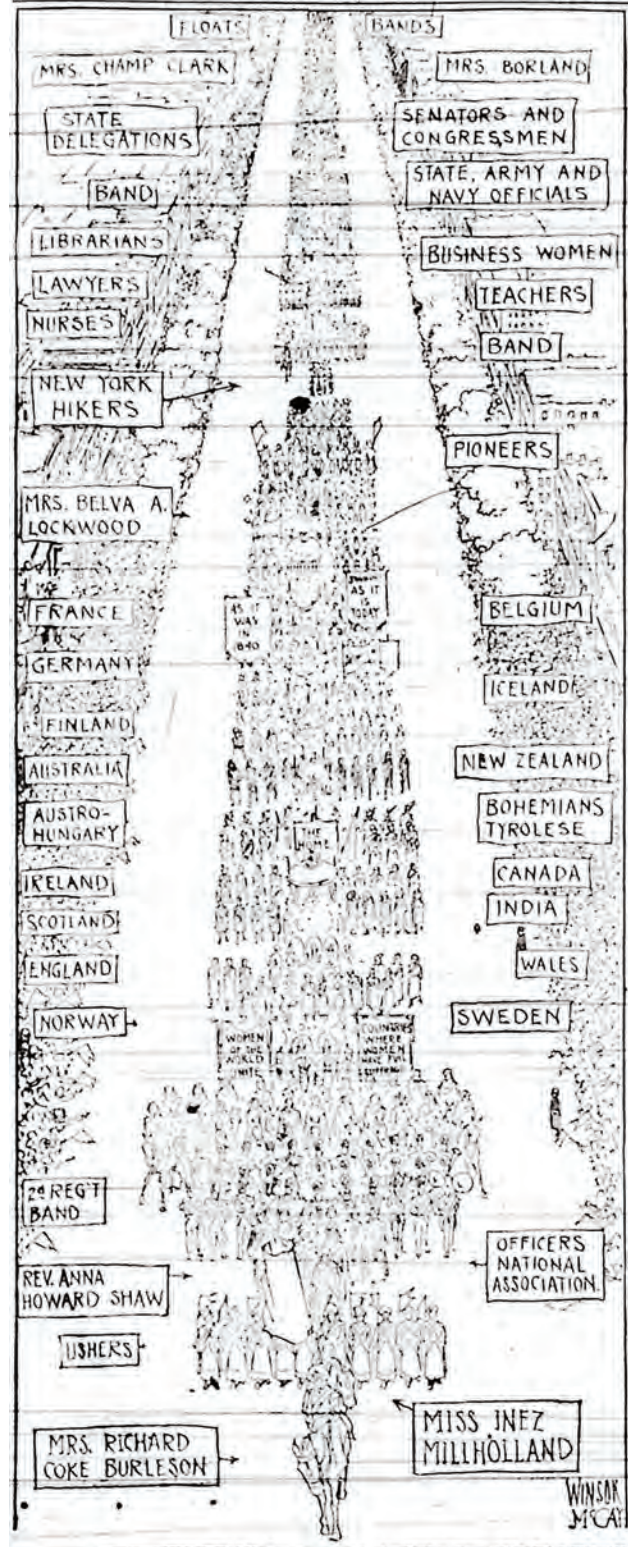 FLOATS
BANDS
MRS. CHAMP CLARK
MRS. BORLAND
STATE
DELEGATIONS
SENATORS AND
CONGRESSMEN
BAND
STATE, ARMY AND
NAVY OFFICIALS
LIBRARIANS
BUSINESS WOMEN
LAWYERS
TEACHERS
NURSES
BAND
NEW YORK
HIKERS
PIONEERS
MRS. BELVA A.
LOCKWOOD
FRANCE
AS IT
WAS
IN
1840
AS IT
IS
TODAY
BELGIUM
GERMANY
ICELAND
FINLAND
AUSTRALIA
NEW ZEALAND
AUSTRO-
HUNGARY
THE
HOME
BOHEMIANS
TYROLESE
IRELAND
CANADA
SCOTLAND
INDIA
ENGLAND
WALES
NORWAY
SWEDEN
WOMEN
OF THE
WORLD
UNITE
COUNTRIES
WHERE
WOMEN
HAVE FULL
SUFFRAGE
2D REG'T
BAND
OFFICERS
NATIONAL
ASSOCIATION.
REV. ANNA
HOWARD SHAW
USHERS
MISS INEZ
MILLHOLLAND
MRS. RICHARD
COKE BURLESON
WINSOR
McCAY